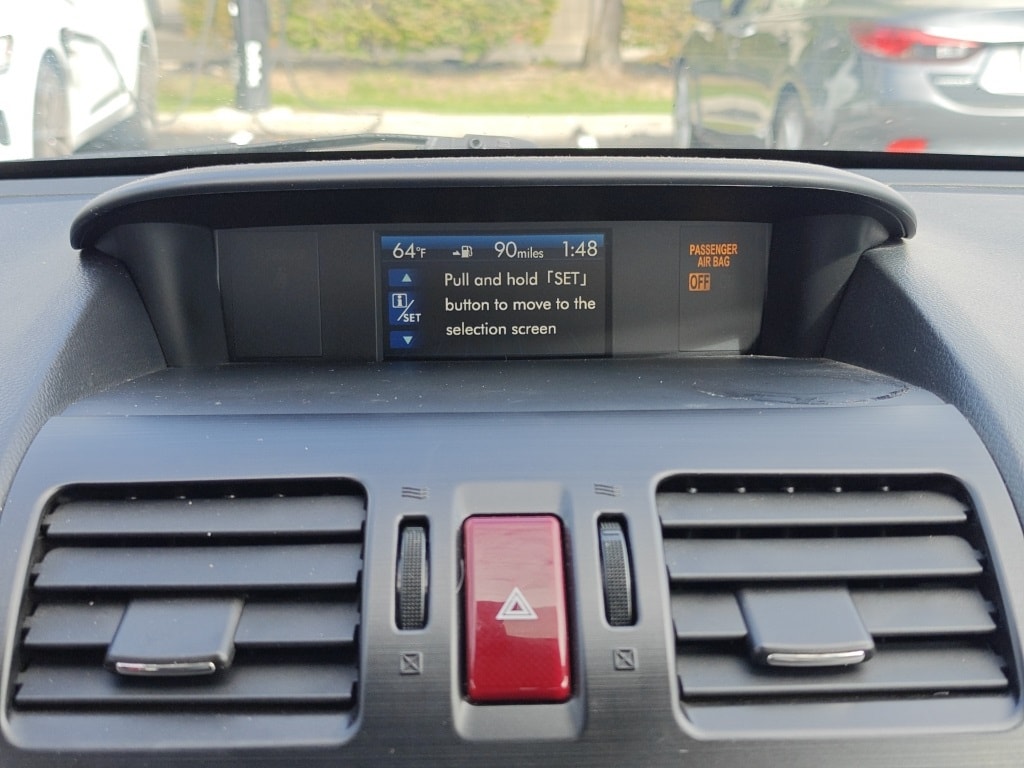 64°F 90miles 1:48
Pull and hold「SET」
button to move to the
selection screen
i/SET
PASSENGER
AIR BAG
OFF